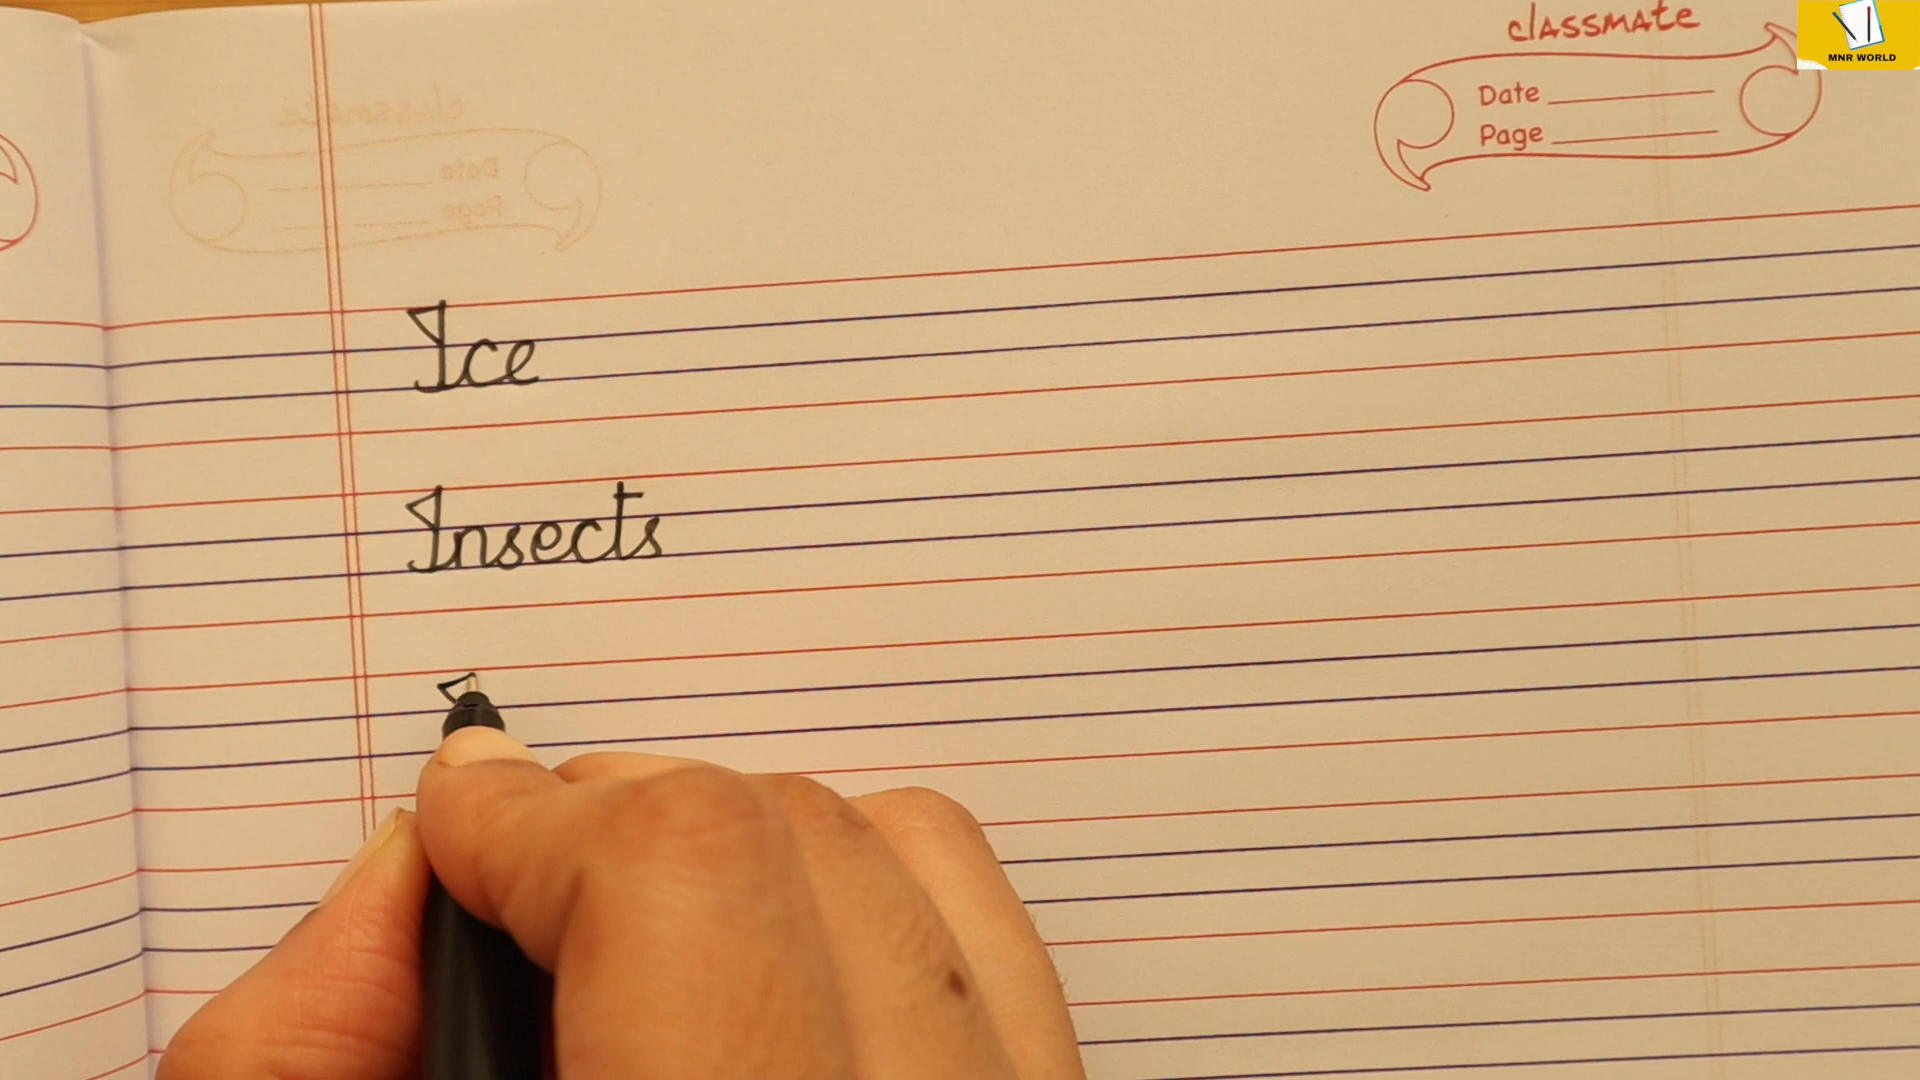 classmate
MNR WORLD
Date
Page
Ice
Insects